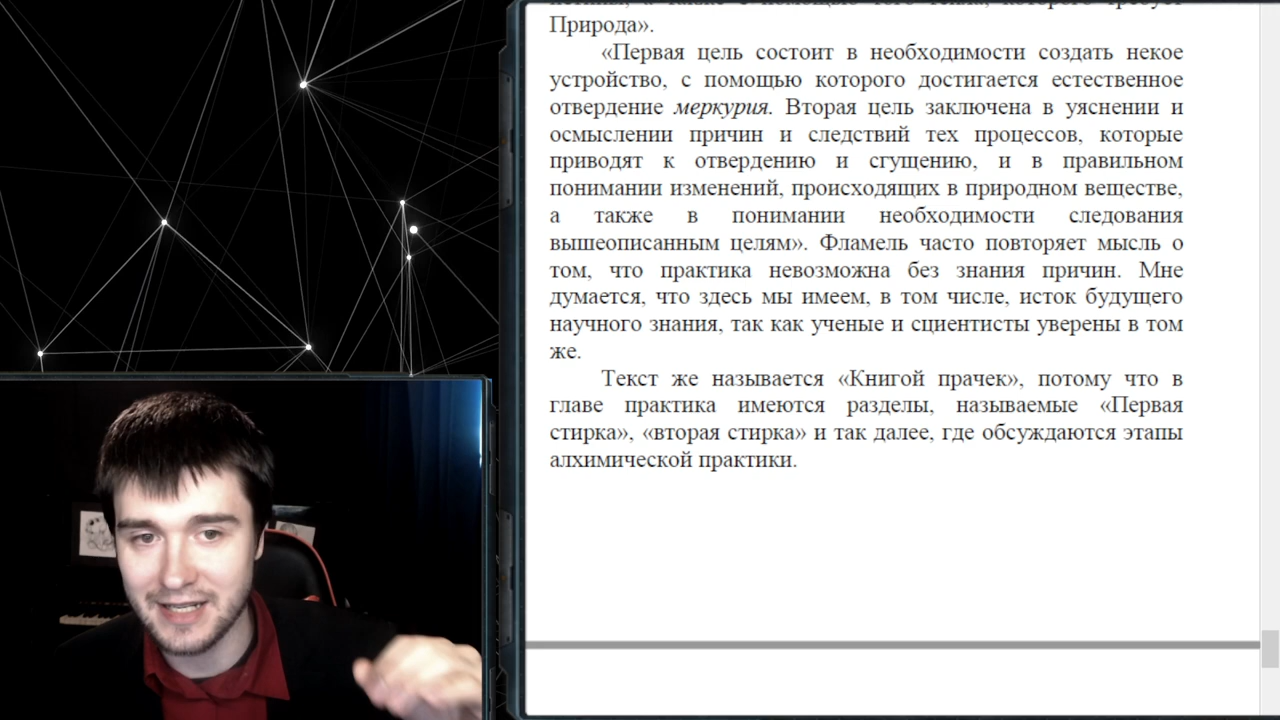 Природа».
«Первая цель состоит в необходимости создать некое
устройство, с помощью которого достигается естественное
отвердение меркурия. Вторая цель заключена в уяснении и
осмыслении причин и следствий тех процессов, которые
приводят к отвердению и сгущению, и в правильном
понимании изменений, происходящих в природном веществе,
а также в понимании необходимости следования
вышеописанным целям». Фламель часто повторяет мысль о
том, что практика невозможна без знания причин. Мне
думается, что здесь мы имеем, в том числе, исток будущего
научного знания, так как ученые и сциентисты уверены в том
же.
Текст же называется «Книгой прачек», потому что в
главе практика имеются разделы, называемые «Первая
стирка», «вторая стирка» и так далее, где обсуждаются этапы
алхимической практики.